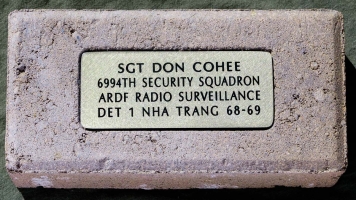 SGT DON COHEE
6994TH SECURITY SQUADRON
ARDF RADIO SURVEILLANCE
DET 1 NHA TRANG 68-69